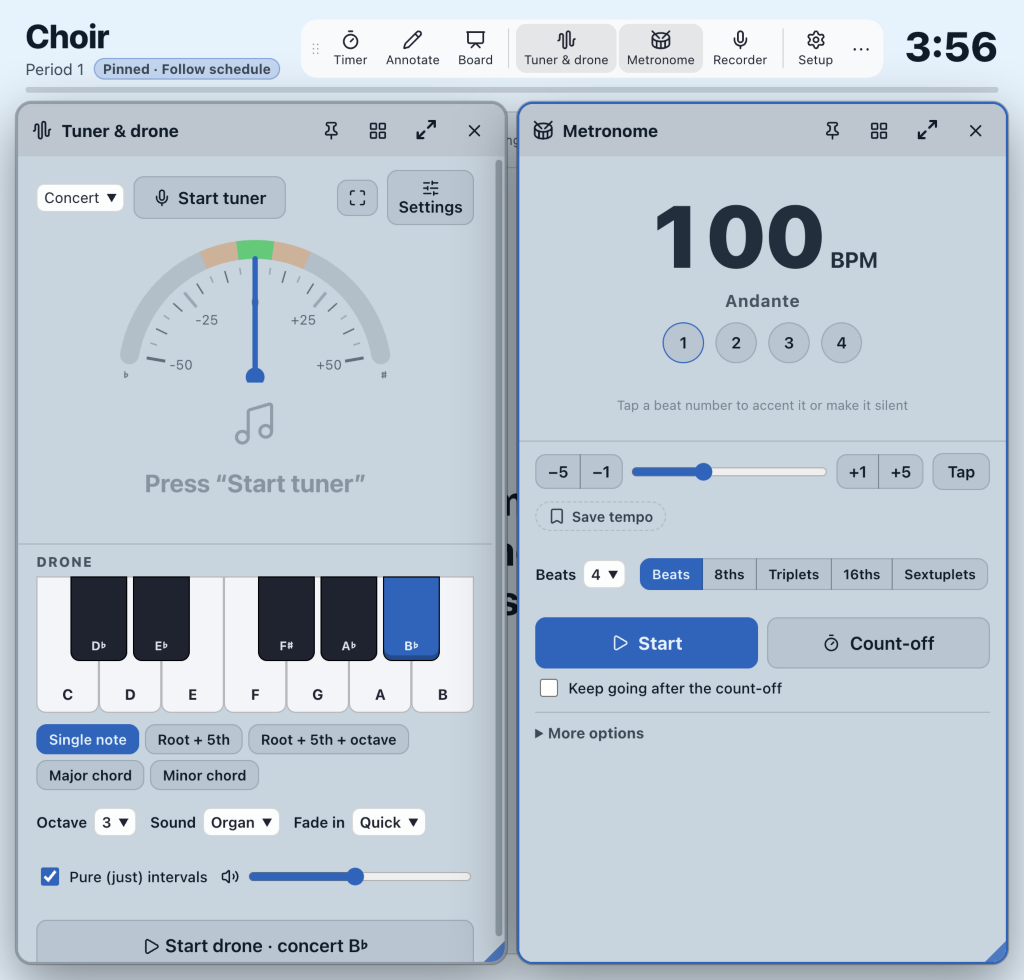 Choir
Period 1 Pinned · Follow schedule
Timer Annotate Board Tuner & drone Metronome Recorder Setup ...
3:56
Tuner & drone
Concert ▼ Start tuner Settings
-25 +25
-50 +50
♭ #
Press “Start tuner”
DRONE
D♭ E♭ F# A♭ B♭
C D E F G A B
Single note Root + 5th Root + 5th + octave
Major chord Minor chord
Octave 3 ▼ Sound Organ ▼ Fade in Quick ▼
Pure (just) intervals
Start drone · concert B♭
Metronome
100 BPM
Andante
1 2 3 4
Tap a beat number to accent it or make it silent
−5 −1 +1 +5 Tap
Save tempo
Beats 4 ▼ Beats 8ths Triplets 16ths Sextuplets
Start Count-off
Keep going after the count-off
More options